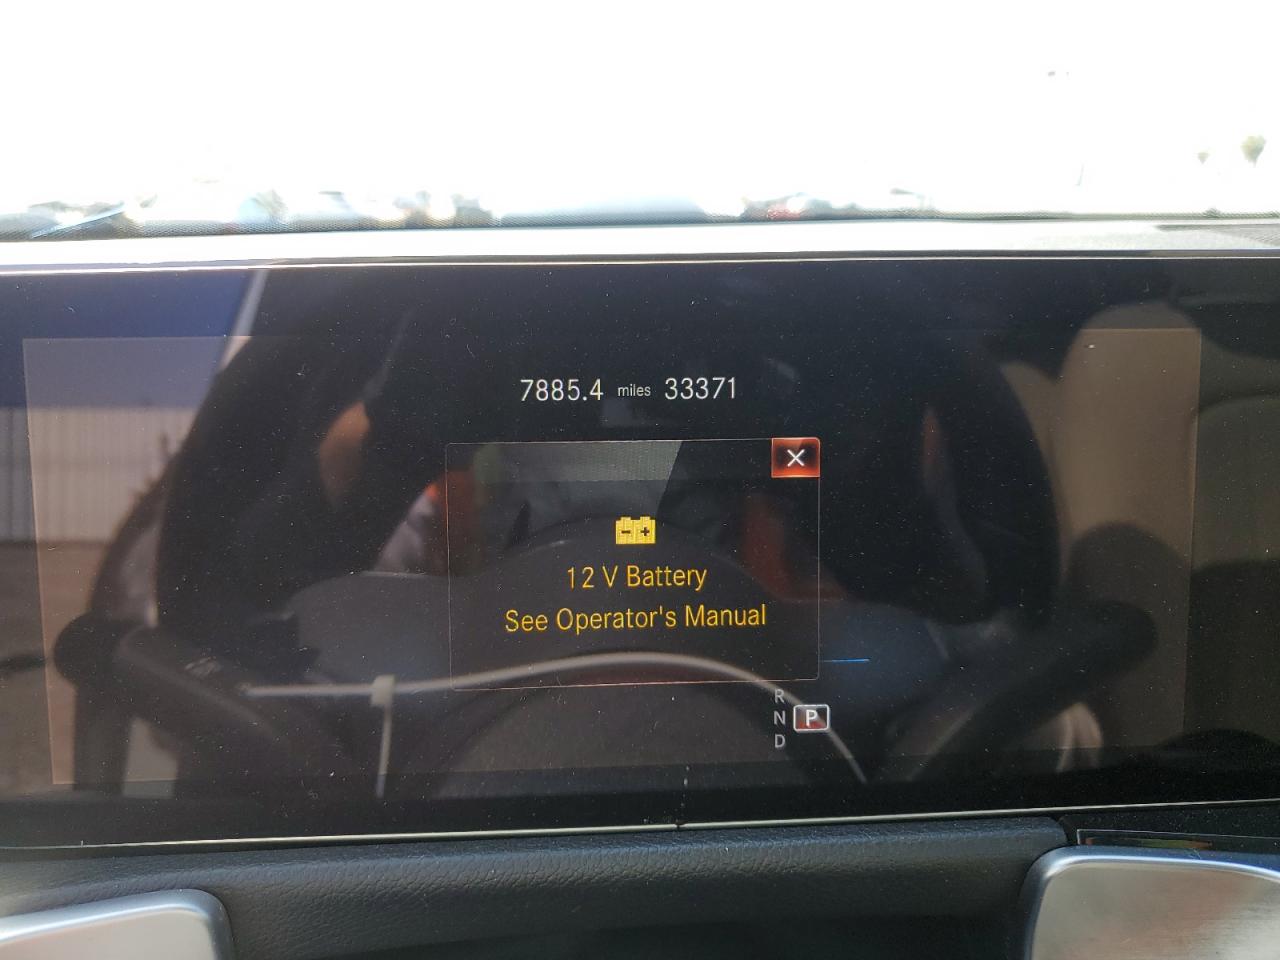 7885.4 miles 33371
12 V Battery
See Operator's Manual
R
N P
D